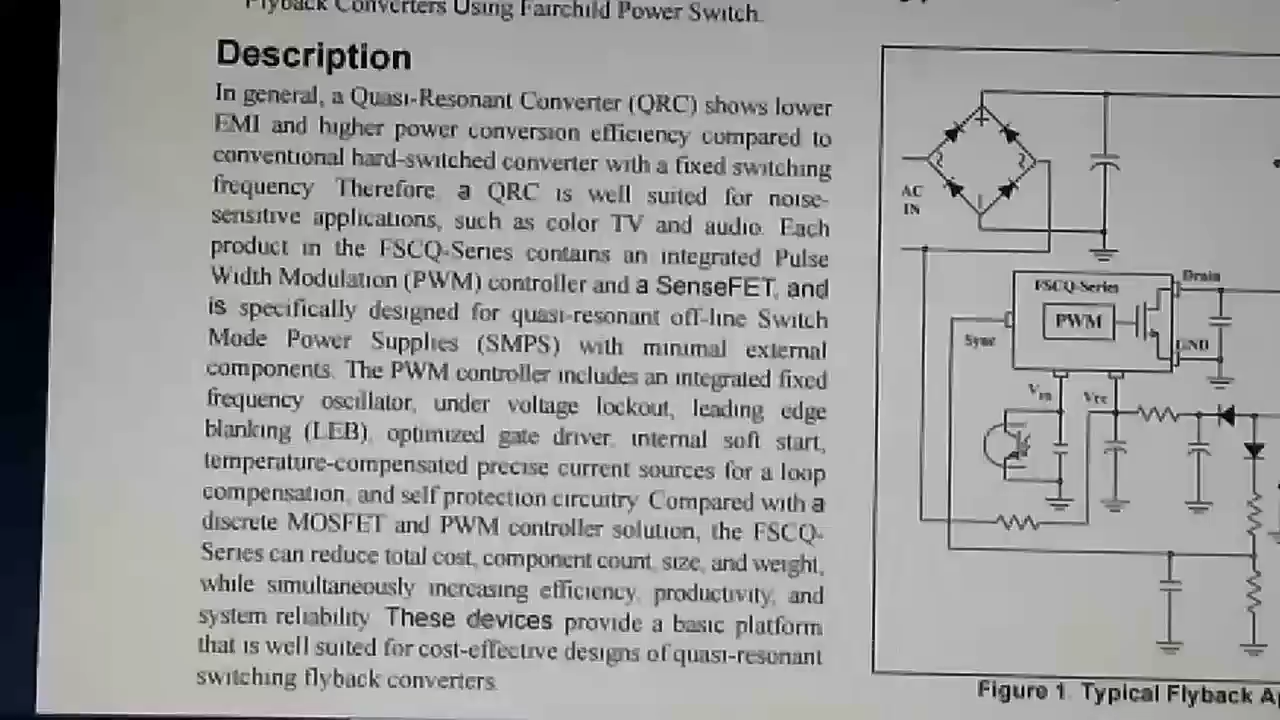 Flyback Converters Using Fairchild Power Switch.
Description
In general, a Quasi-Resonant Converter (QRC) shows lower
EMI and higher power conversion efficiency compared to
conventional hard-switched converter with a fixed switching
frequency. Therefore, a QRC is well suited for noise-
sensitive applications, such as color TV and audio. Each
product in the FSCQ-Series contains an integrated Pulse
Width Modulation (PWM) controller and a SenseFET, and
is specifically designed for quasi-resonant off-line Switch
Mode Power Supplies (SMPS) with minimal external
components. The PWM controller includes an integrated fixed
frequency oscillator, under voltage lockout, leading edge
blanking (LEB), optimized gate driver, internal soft start,
temperature-compensated precise current sources for a loop
compensation, and self protection circuitry. Compared with a
discrete MOSFET and PWM controller solution, the FSCQ-
Series can reduce total cost, component count, size, and weight,
while simultaneously increasing efficiency, productivity, and
system reliability. These devices provide a basic platform
that is well suited for cost-effective designs of quasi-resonant
switching flyback converters.
AC
IN
FSCQ-Series
Drain
PWM
Sync
GND
Vfb
Vcc
Figure 1. Typical Flyback